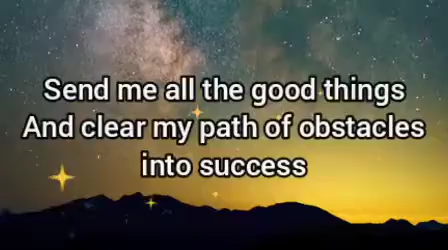 Send me all the good things
And clear my path of obstacles
into success